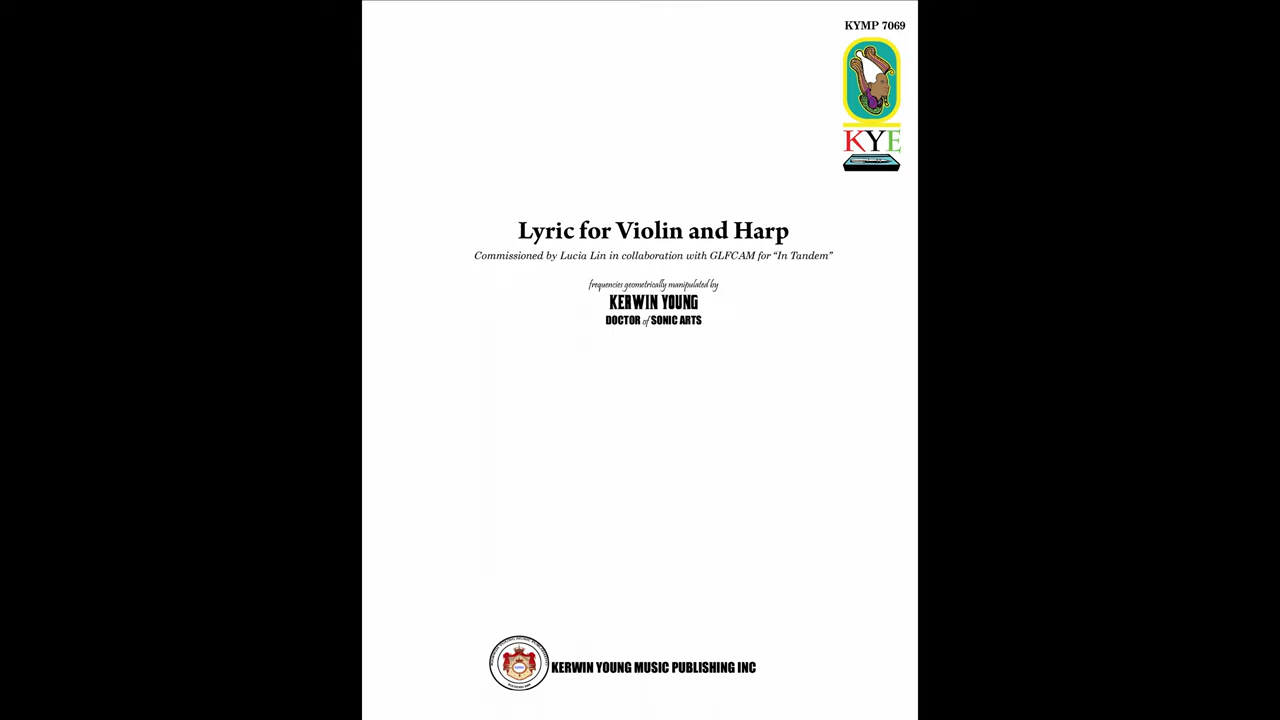 KYMP 7069
KYE
Lyric for Violin and Harp
Commissioned by Lucia Lin in collaboration with GLFCAM for “In Tandem”
frequencies geometrically manipulated by
KERWIN YOUNG
DOCTOR of SONIC ARTS
KERWIN YOUNG MUSIC PUBLISHING INC